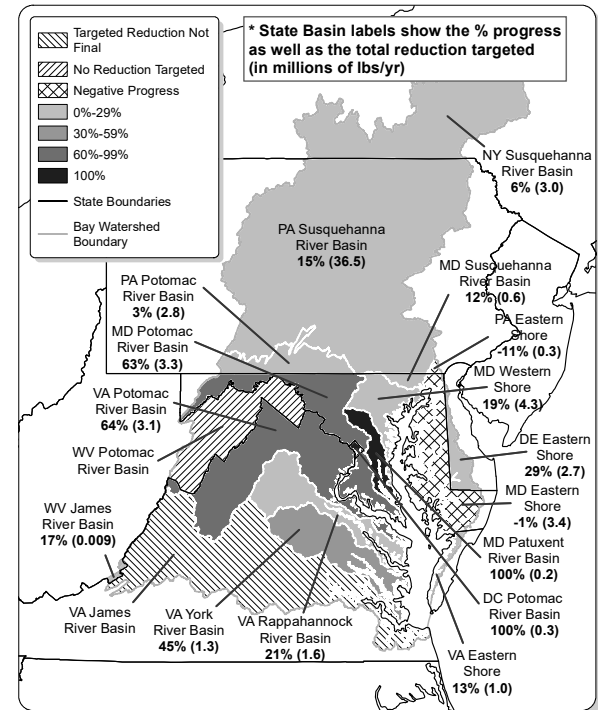 Targeted Reduction Not
Final
No Reduction Targeted
Negative Progress
0%-29%
30%-59%
60%-99%
100%
State Boundaries
Bay Watershed
Boundary
* State Basin labels show the % progress
as well as the total reduction targeted
(in millions of lbs/yr)
NY Susquehanna
River Basin
6% (3.0)
PA Susquehanna
River Basin
15% (36.5)
MD Susquehanna
River Basin
12% (0.6)
PA Potomac
River Basin
3% (2.8)
PA Eastern
Shore
-11% (0.3)
MD Potomac
River Basin
63% (3.3)
MD Western
Shore
19% (4.3)
VA Potomac
River Basin
64% (3.1)
DE Eastern
Shore
29% (2.7)
WV Potomac
River Basin
MD Eastern
Shore
-1% (3.4)
WV James
River Basin
17% (0.009)
MD Patuxent
River Basin
100% (0.2)
DC Potomac
River Basin
100% (0.3)
VA James
River Basin
VA York
River Basin
45% (1.3)
VA Rappahannock
River Basin
21% (1.6)
VA Eastern
Shore
13% (1.0)